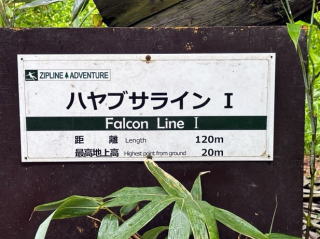 ZIPLINE ADVENTURE
ハヤブサライン Ⅰ
Falcon Line Ⅰ
距離 Length 120m
最高地上高 Highest point from ground 20m